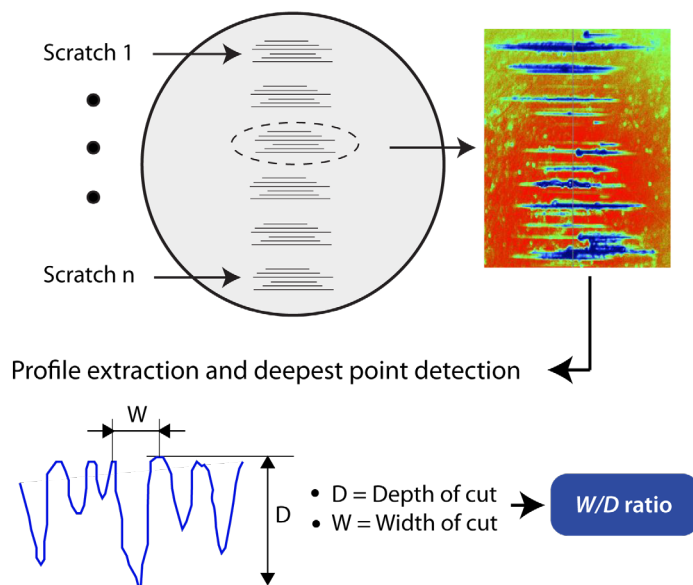 Scratch 1
Scratch n
Profile extraction and deepest point detection
W
D
• D = Depth of cut
• W = Width of cut
W/D ratio